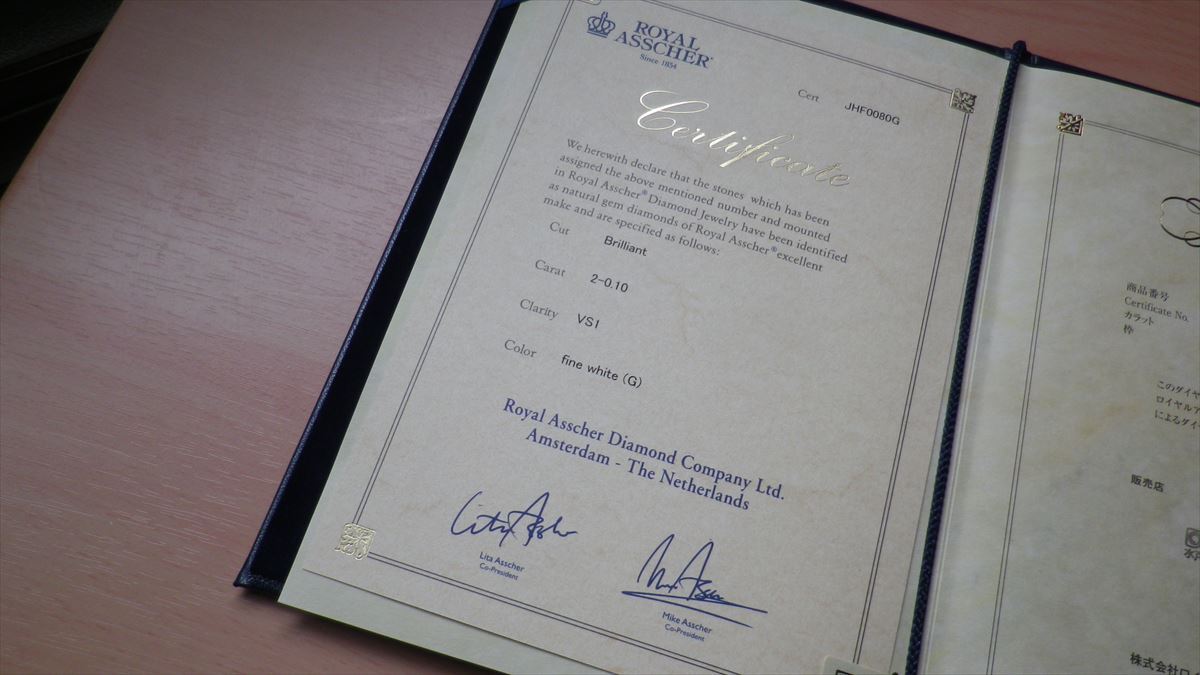 ROYAL
ASSCHER®
Since 1854
Cert JHF0080G
Certificate
We herewith declare that the stones which has been
assigned the above mentioned number and mounted
in Royal Asscher® Diamond Jewelry have been identified
as natural gem diamonds of Royal Asscher® excellent
make and are specified as follows:
Cut Brilliant
Carat 2-0.10
Clarity VS1
Color fine white (G)
Royal Asscher Diamond Company Ltd.
Amsterdam - The Netherlands
Lita Asscher
Co-President
Mike Asscher
Co-President
商品番号
Certificate No.
カラット
枠
このダイヤ
ロイヤルア
によるダイ
販売店
株式会社ロ